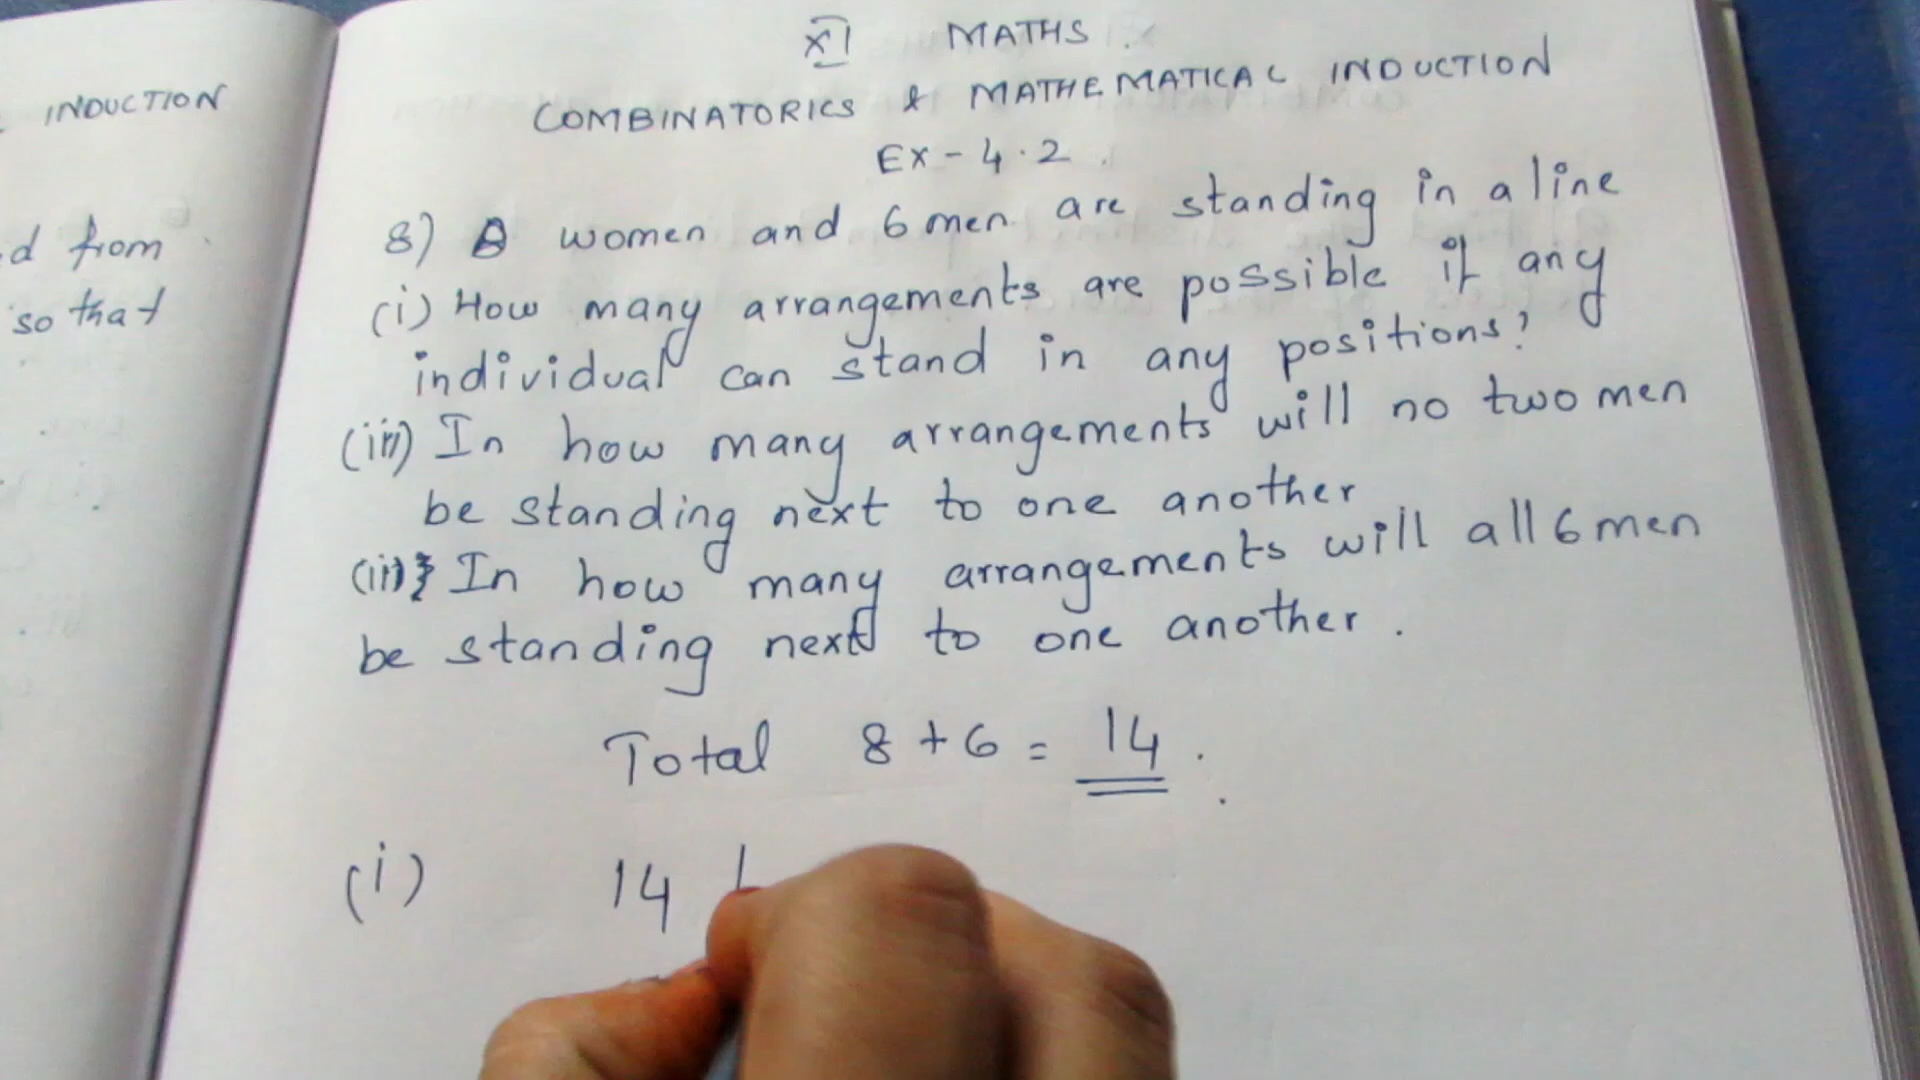 INDUCTION
d from
so that
XI MATHS.
COMBINATORICS & MATHEMATICAL INDUCTION
Ex - 4.2.
8) 8 women and 6 men are standing in a line
(i) How many arrangements are possible if any
individual can stand in any positions?
(iii) In how many arrangements will no two men
be standing next to one another
(ii) In how many arrangements will all 6 men
be standing next to one another.
Total 8 + 6 = 14.
(i) 14